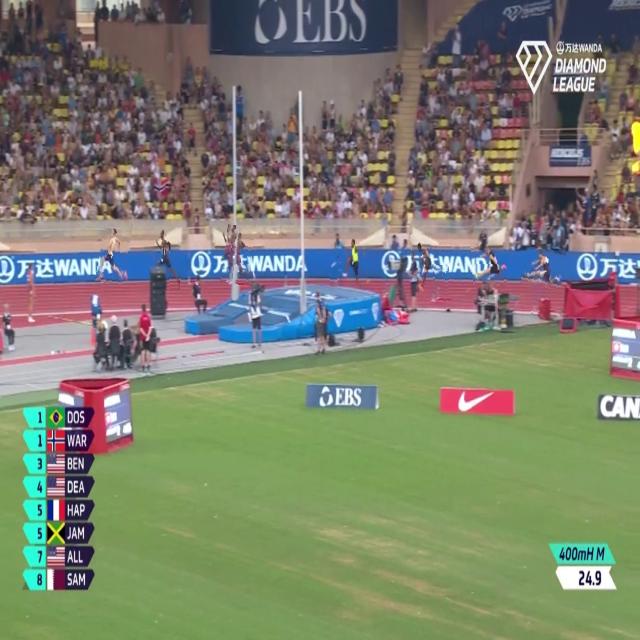 EBS
万达WANDA
DIAMOND
LEAGUE
万达WANDA
万达WANDA
万达WANDA
EBS
CAN
1 DOS
1 WAR
3 BEN
4 DEA
5 HAP
5 JAM
7 ALL
8 SAM
400mH M
24.9